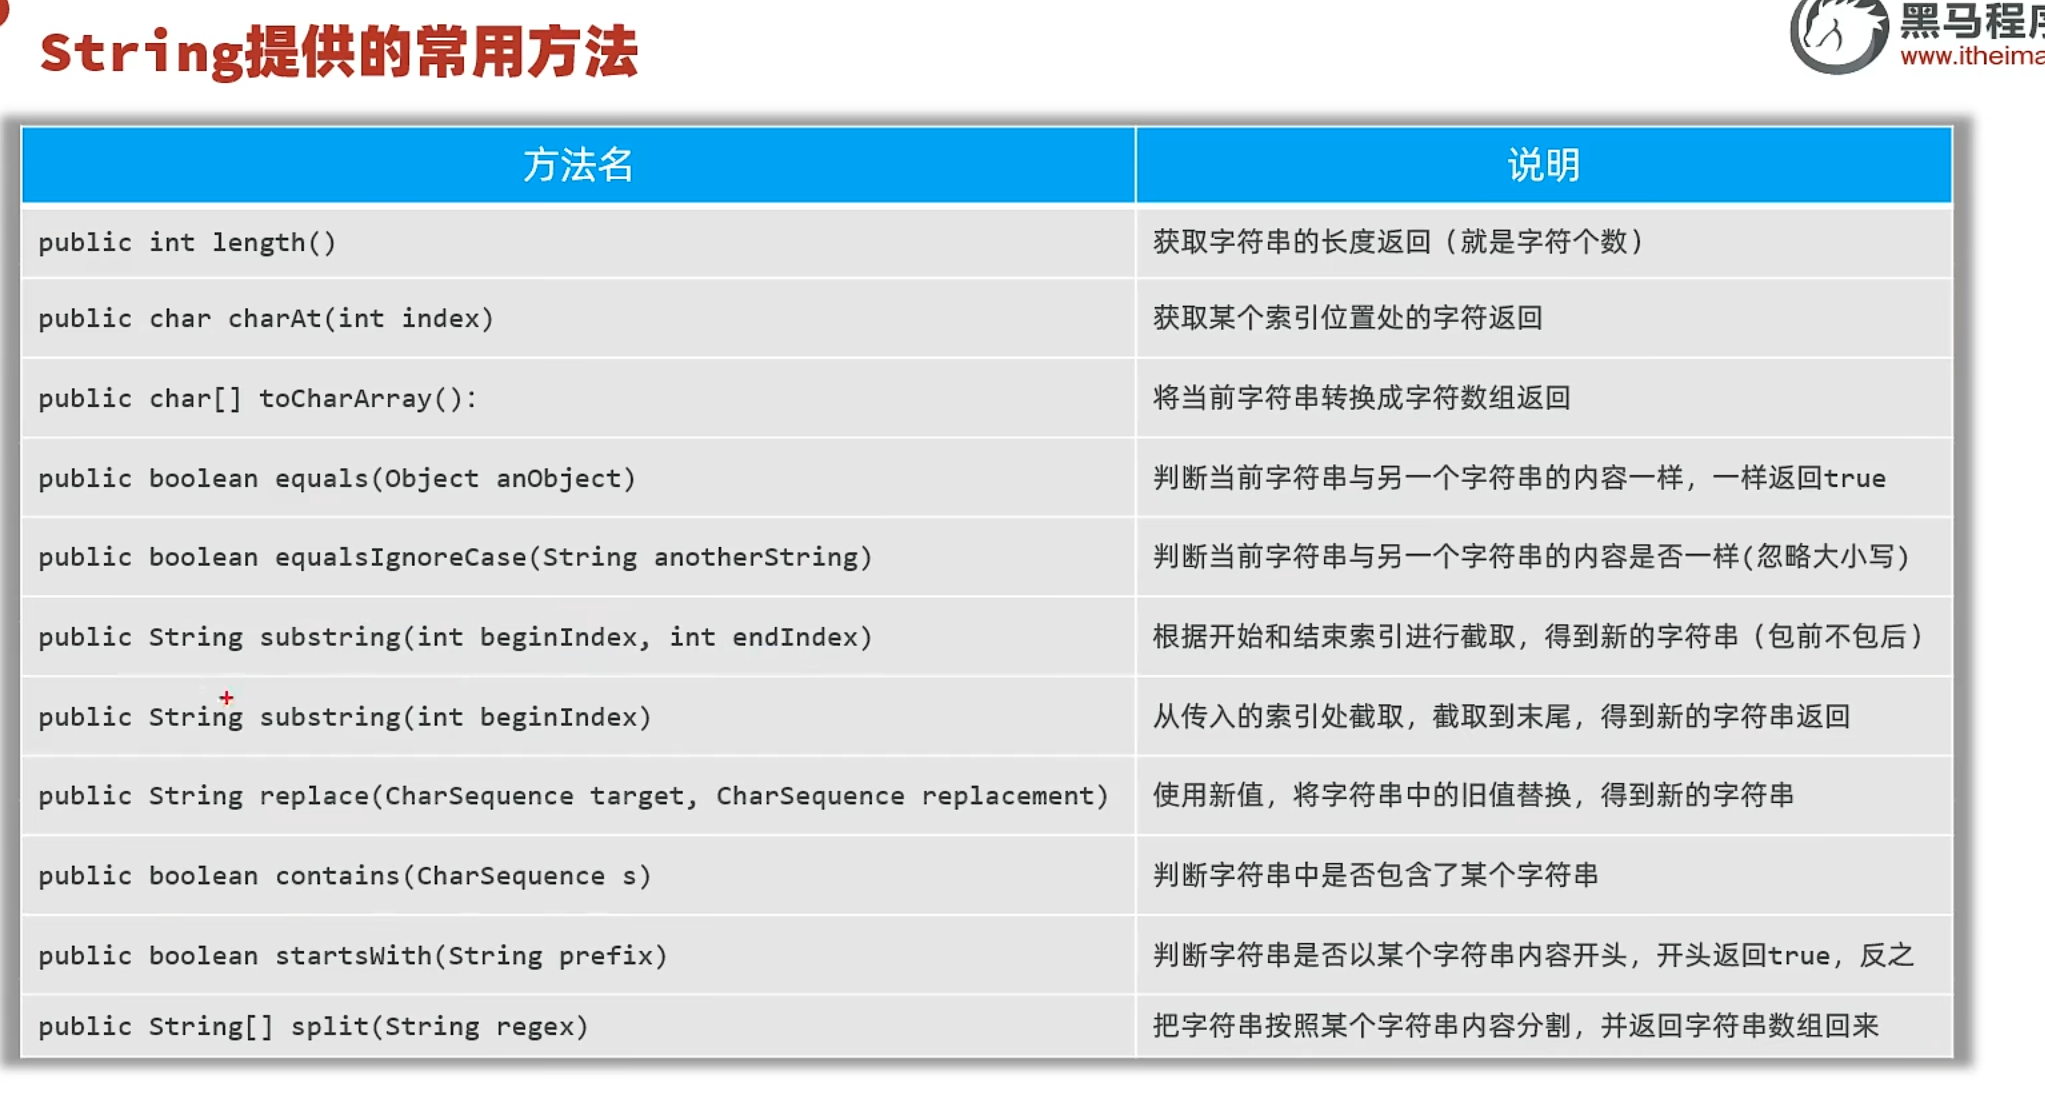 String提供的常用方法
黑马程序
www.itheima
方法名 说明
public int length() 获取字符串的长度返回（就是字符个数）
public char charAt(int index) 获取某个索引位置处的字符返回
public char[] toCharArray(): 将当前字符串转换成字符数组返回
public boolean equals(Object anObject) 判断当前字符串与另一个字符串的内容一样，一样返回true
public boolean equalsIgnoreCase(String anotherString) 判断当前字符串与另一个字符串的内容是否一样(忽略大小写)
public String substring(int beginIndex, int endIndex) 根据开始和结束索引进行截取，得到新的字符串（包前不包后）
public String substring(int beginIndex) 从传入的索引处截取，截取到末尾，得到新的字符串返回
public String replace(CharSequence target, CharSequence replacement) 使用新值，将字符串中的旧值替换，得到新的字符串
public boolean contains(CharSequence s) 判断字符串中是否包含了某个字符串
public boolean startsWith(String prefix) 判断字符串是否以某个字符串内容开头，开头返回true，反之
public String[] split(String regex) 把字符串按照某个字符串内容分割，并返回字符串数组回来